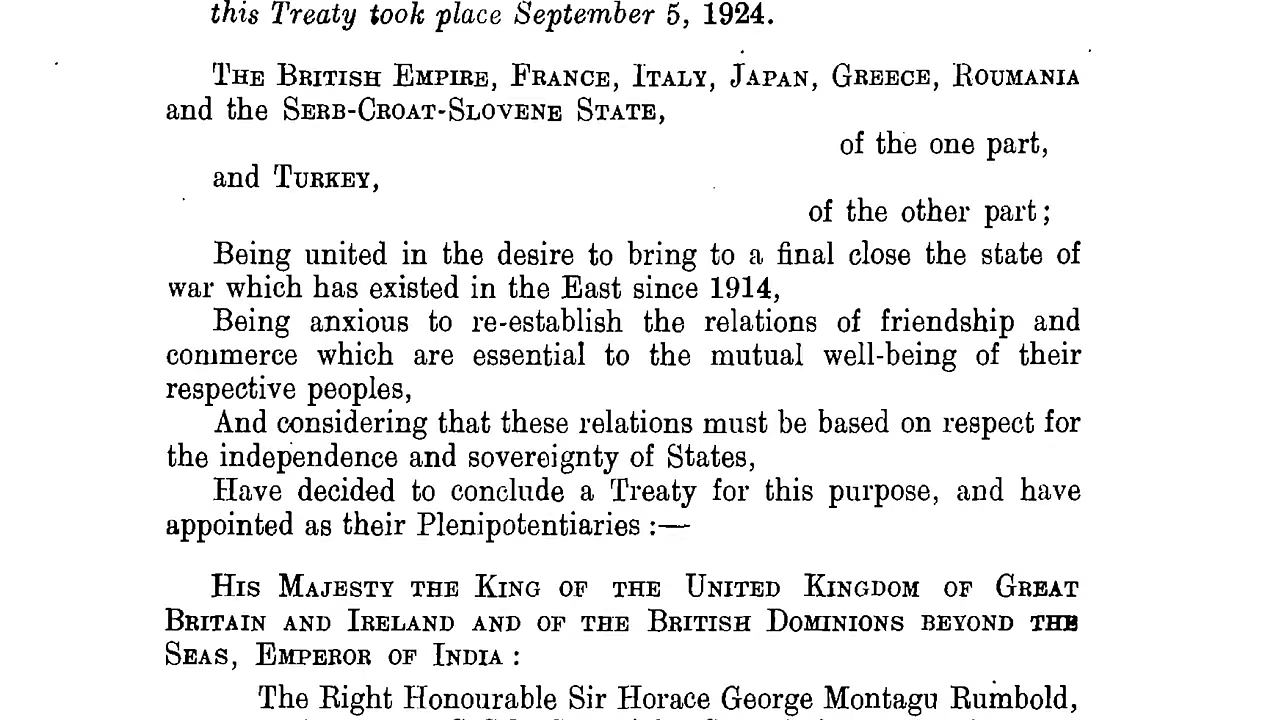 this Treaty took place September 5, 1924.
THE BRITISH EMPIRE, FRANCE, ITALY, JAPAN, GREECE, ROUMANIA
and the SERB-CROAT-SLOVENE STATE,
of the one part,
and TURKEY,
of the other part;
Being united in the desire to bring to a final close the state of
war which has existed in the East since 1914,
Being anxious to re-establish the relations of friendship and
commerce which are essential to the mutual well-being of their
respective peoples,
And considering that these relations must be based on respect for
the independence and sovereignty of States,
Have decided to conclude a Treaty for this purpose, and have
appointed as their Plenipotentiaries :—
HIS MAJESTY THE KING OF THE UNITED KINGDOM OF GREAT
BRITAIN AND IRELAND AND OF THE BRITISH DOMINIONS BEYOND THE
SEAS, EMPEROR OF INDIA :
The Right Honourable Sir Horace George Montagu Rumbold,